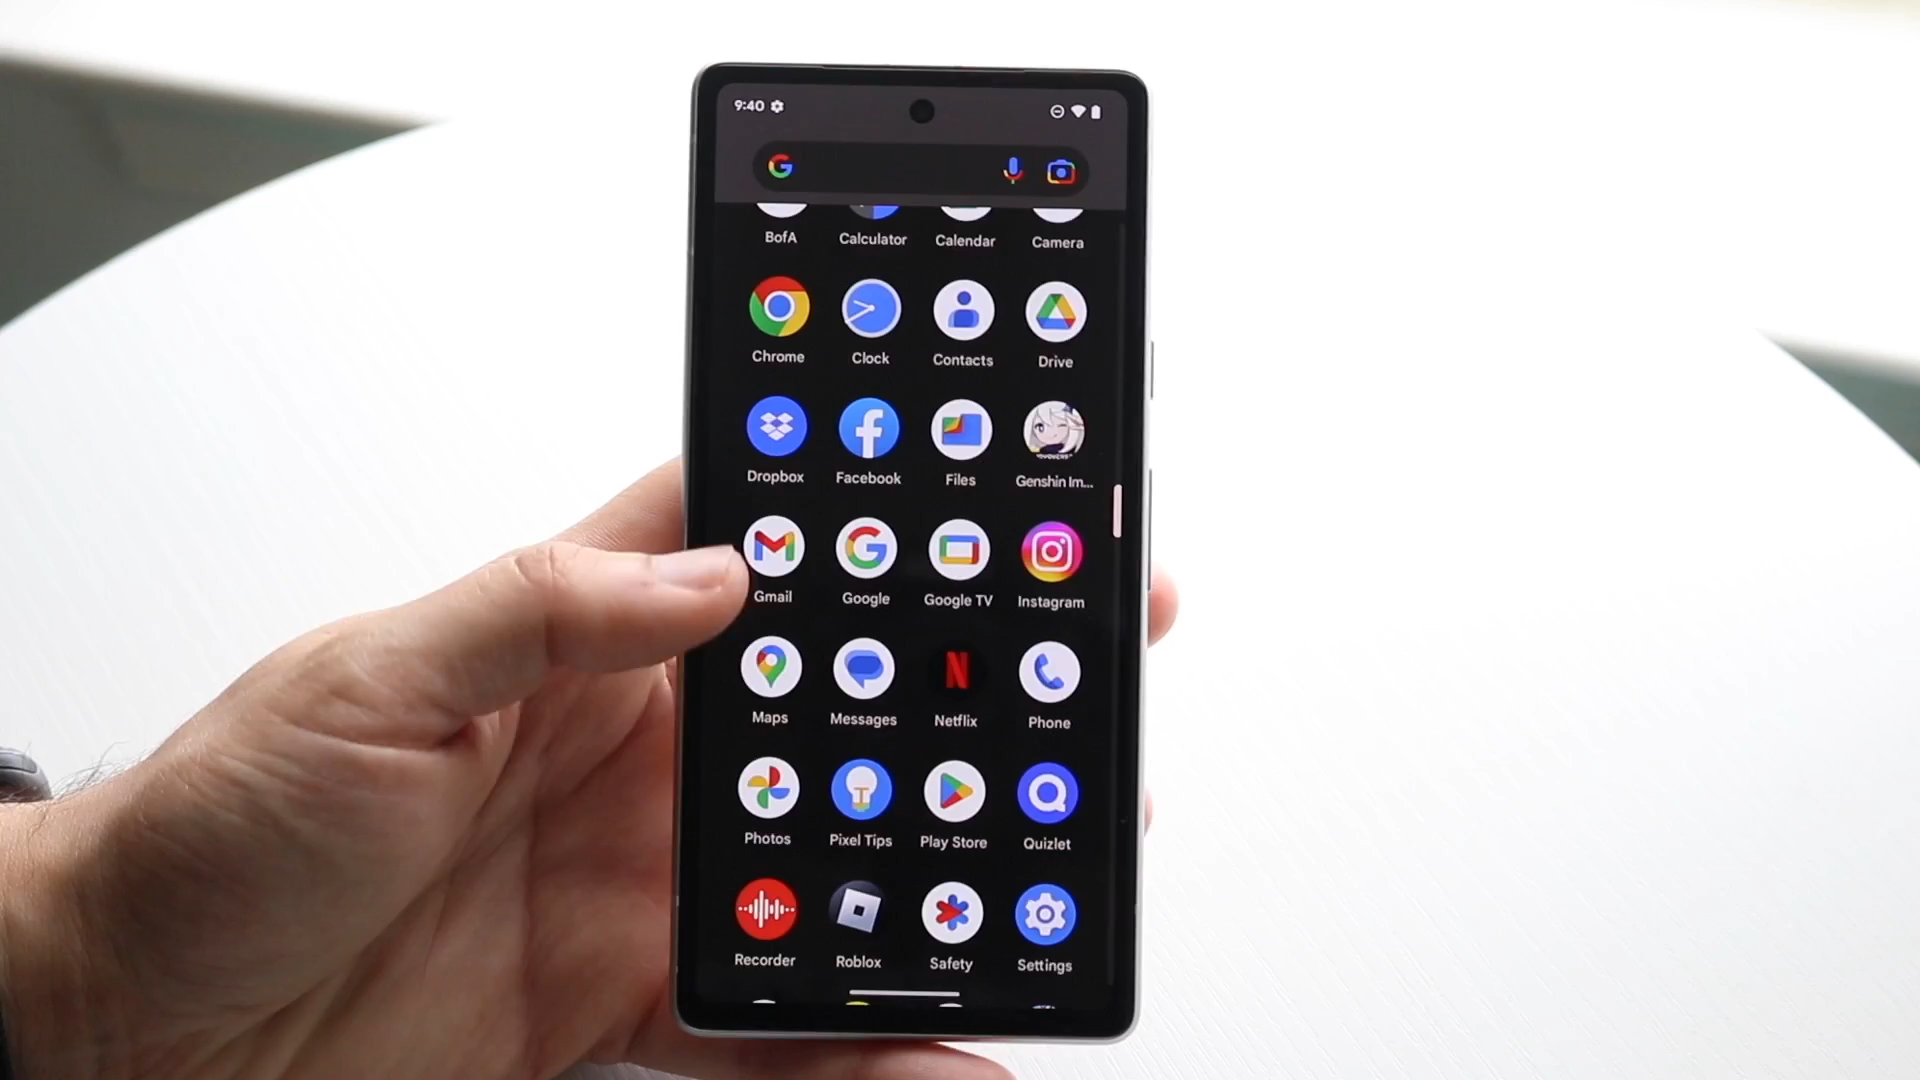 9:40
BofA Calculator Calendar Camera
Chrome Clock Contacts Drive
Dropbox Facebook Files Genshin Im...
Gmail Google Google TV Instagram
Maps Messages Netflix Phone
Photos Pixel Tips Play Store Quizlet
Recorder Roblox Safety Settings